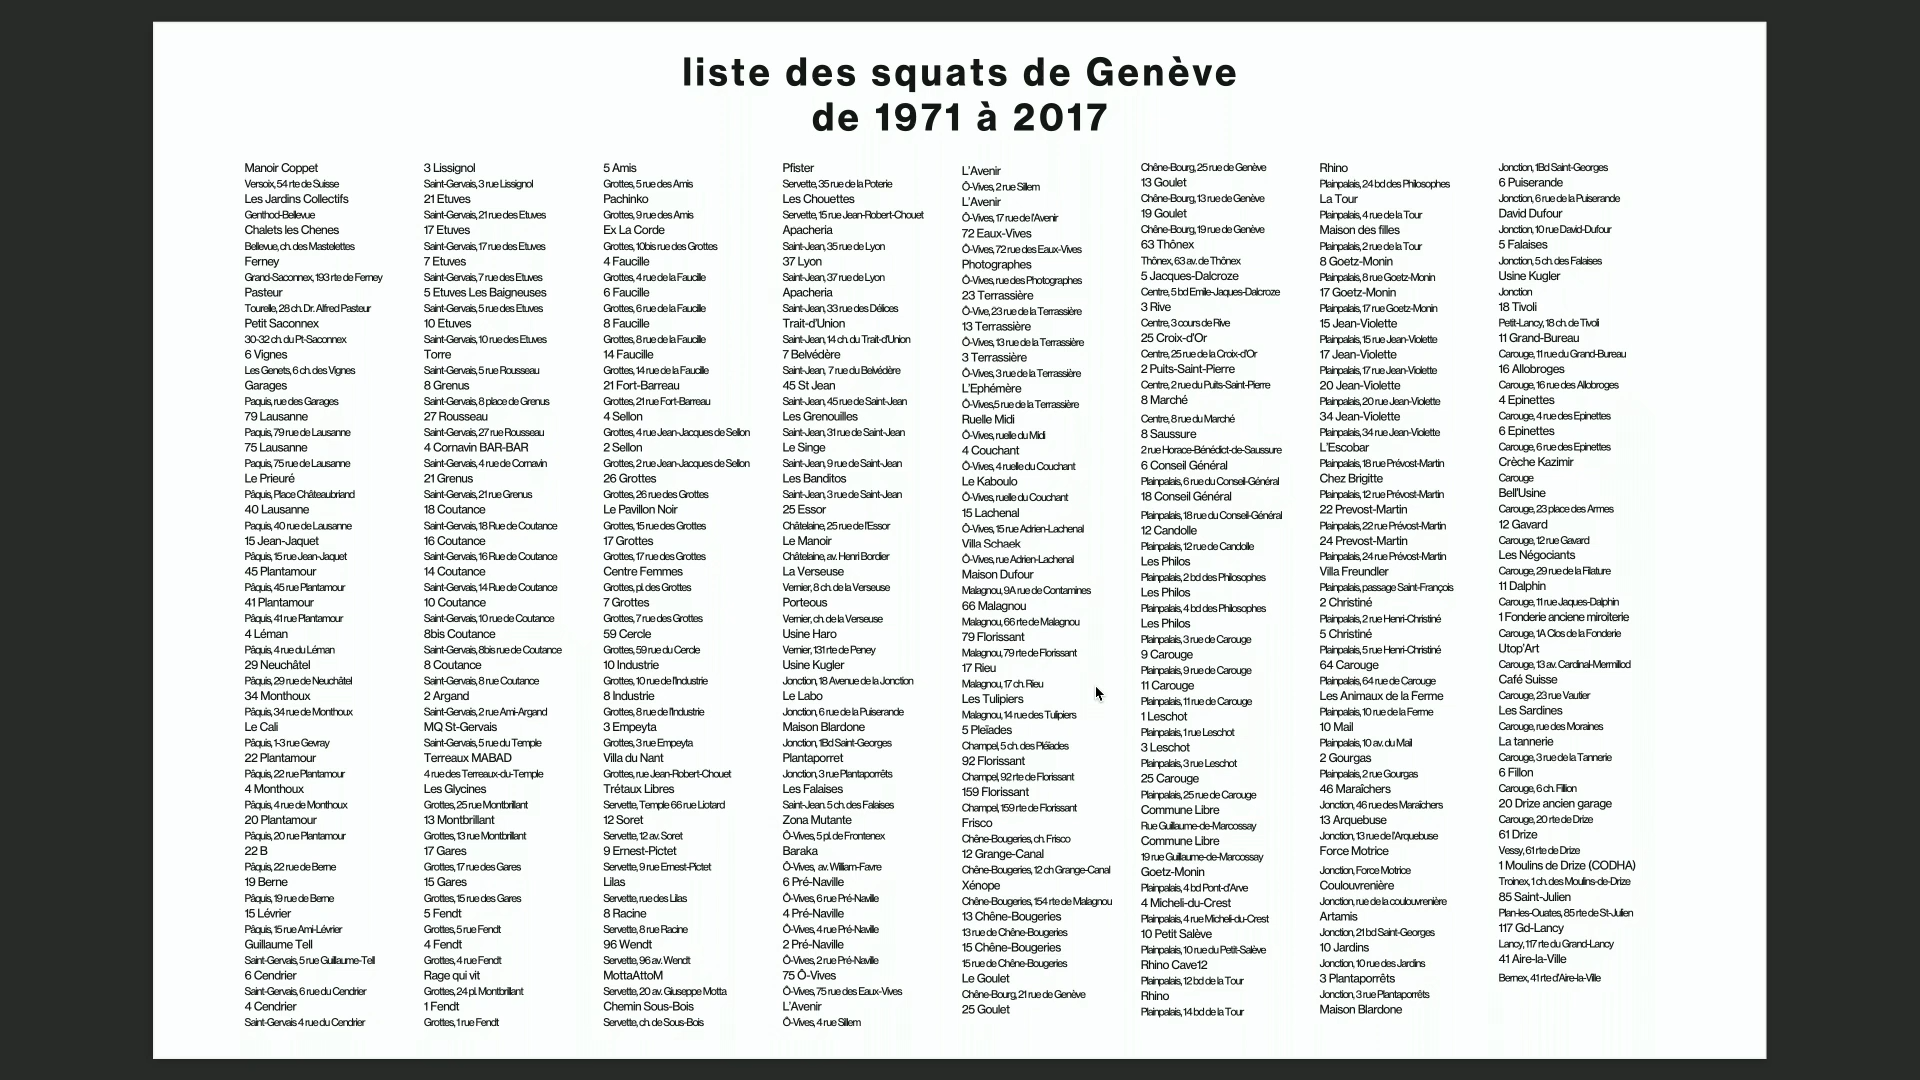 liste des squats de Genève
de 1971 à 2017
Manoir Coppet
Versoix, 54 rte de Suisse
Les Jardins Collectifs
Genthod-Bellevue
Chalets les Chenes
Bellevue, ch. des Mastelettes
Ferney
Grand-Saconnex, 193 rte de Ferney
Pasteur
Tourelle, 28 ch. Dr. Alfred Pasteur
Petit Saconnex
30-32 ch. du Pt-Saconnex
6 Vignes
Les Genets, 6 ch. des Vignes
Garages
Paquis, rue des Garages
79 Lausanne
Paquis, 79 rue de Lausanne
75 Lausanne
Paquis, 75 rue de Lausanne
Le Prieuré
Pâquis, Place Châteaubriand
40 Lausanne
Paquis, 40 rue de Lausanne
15 Jean-Jaquet
Pâquis, 15 rue Jean-Jaquet
45 Plantamour
Pâquis, 45 rue Plantamour
41 Plantamour
Pâquis, 41 rue Plantamour
4 Léman
Pâquis, 4 rue du Léman
29 Neuchâtel
Pâquis, 29 rue de Neuchâtel
34 Monthoux
Pâquis, 34 rue de Monthoux
Le Cali
Pâquis, 1-3 rue Gevray
22 Plantamour
Pâquis, 22 rue Plantamour
4 Monthoux
Pâquis, 4 rue de Monthoux
20 Plantamour
Pâquis, 20 rue Plantamour
22 B
Pâquis, 22 rue de Berne
19 Berne
Pâquis, 19 rue de Berne
15 Lévrier
Pâquis, 15 rue Ami-Lévrier
Guillaume Tell
Saint-Gervais, 5 rue Guillaume-Tell
6 Cendrier
Saint-Gervais, 6 rue du Cendrier
4 Cendrier
Saint-Gervais 4 rue du Cendrier
3 Lissignol
Saint-Gervais, 3 rue Lissignol
21 Etuves
Saint-Gervais, 21 rue des Etuves
17 Etuves
Saint-Gervais, 17 rue des Etuves
7 Etuves
Saint-Gervais, 7 rue des Etuves
5 Etuves Les Baigneuses
Saint-Gervais, 5 rue des Etuves
10 Etuves
Saint-Gervais, 10 rue des Etuves
Torre
Saint-Gervais, 5 rue Rousseau
8 Grenus
Saint-Gervais, 8 place de Grenus
27 Rousseau
Saint-Gervais, 27 rue Rousseau
4 Cornavin BAR-BAR
Saint-Gervais, 4 rue de Cornavin
21 Grenus
Saint-Gervais, 21 rue Grenus
18 Coutance
Saint-Gervais, 18 Rue de Coutance
16 Coutance
Saint-Gervais, 16 Rue de Coutance
14 Coutance
Saint-Gervais, 14 Rue de Coutance
10 Coutance
Saint-Gervais, 10 rue de Coutance
8bis Coutance
Saint-Gervais, 8bis rue de Coutance
8 Coutance
Saint-Gervais, 8 rue Coutance
2 Argand
Saint-Gervais, 2 rue Ami-Argand
MQ St-Gervais
Saint-Gervais, 5 rue du Temple
Terreaux MABAD
4 rue des Terreaux-du-Temple
Les Glycines
Grottes, 25 rue Montbrillant
13 Montbrillant
Grottes, 13 rue Montbrillant
17 Gares
Grottes, 17 rue des Gares
15 Gares
Grottes, 15 rue des Gares
5 Fendt
Grottes, 5 rue Fendt
4 Fendt
Grottes, 4 rue Fendt
Rage qui vit
Grottes, 24 pl. Montbrillant
1 Fendt
Grottes, 1 rue Fendt
5 Amis
Grottes, 5 rue des Amis
Pachinko
Grottes, 9 rue des Amis
Ex La Corde
Grottes, 10bis rue des Grottes
4 Faucille
Grottes, 4 rue de la Faucille
6 Faucille
Grottes, 6 rue de la Faucille
8 Faucille
Grottes, 8 rue de la Faucille
14 Faucille
Grottes, 14 rue de la Faucille
21 Fort-Barreau
Grottes, 21 rue Fort-Barreau
4 Sellon
Grottes, 4 rue Jean-Jacques de Sellon
2 Sellon
Grottes, 2 rue Jean-Jacques de Sellon
26 Grottes
Grottes, 26 rue des Grottes
Le Pavillon Noir
Grottes, 15 rue des Grottes
17 Grottes
Grottes, 17 rue des Grottes
Centre Femmes
Grottes, pl. des Grottes
7 Grottes
Grottes, 7 rue des Grottes
59 Cercle
Grottes, 59 rue du Cercle
10 Industrie
Grottes, 10 rue de l'Industrie
8 Industrie
Grottes, 8 rue de l'Industrie
3 Empeyta
Grottes, 3 rue Empeyta
Villa du Nant
Grottes, rue Jean-Robert-Chouet
Trétaux Libres
Servette, Temple 66 rue Liotard
12 Soret
Servette, 12 av. Soret
9 Ernest-Pictet
Servette, 9 rue Ernest-Pictet
Lilas
Servette, rue des Lilas
8 Racine
Servette, 8 rue Racine
96 Wendt
Servette, 96 av. Wendt
MottaAttoM
Servette, 20 av. Giuseppe Motta
Chemin Sous-Bois
Servette, ch. de Sous-Bois
Pfister
Servette, 35 rue de la Poterie
Les Chouettes
Servette, 15 rue Jean-Robert-Chouet
Apacheria
Saint-Jean, 35 rue de Lyon
37 Lyon
Saint-Jean, 37 rue de Lyon
Apacheria
Saint-Jean, 33 rue des Délices
Trait-d'Union
Saint-Jean, 14 ch. du Trait-d'Union
7 Belvédère
Saint-Jean, 7 rue du Belvédère
45 St Jean
Saint-Jean, 45 rue de Saint-Jean
Les Grenouilles
Saint-Jean, 31 rue de Saint-Jean
Le Singe
Saint-Jean, 9 rue de Saint-Jean
Les Banditos
Saint-Jean, 3 rue de Saint-Jean
25 Essor
Châtelaine, 25 rue de l'Essor
Le Manoir
Châtelaine, av. Henri Bordier
La Verseuse
Vernier, 8 ch. de la Verseuse
Porteous
Vernier, ch. de la Verseuse
Usine Haro
Vernier, 131 rte de Peney
Usine Kugler
Jonction, 18 Avenue de la Jonction
Le Labo
Jonction, 6 rue de la Puiserande
Maison Blardone
Jonction, 1Bd Saint-Georges
Plantaporret
Jonction, 3 rue Plantaporrêts
Les Falaises
Saint-Jean. 5 ch. des Falaises
Zona Mutante
Ô-Vives, 5 pl. de Frontenex
Baraka
Ô-Vives, av. William-Favre
6 Pré-Naville
Ô-Vives, 6 rue Pré-Naville
4 Pré-Naville
Ô-Vives, 4 rue Pré-Naville
2 Pré-Naville
Ô-Vives, 2 rue Pré-Naville
75 Ô-Vives
Ô-Vives, 75 rue des Eaux-Vives
L'Avenir
Ô-Vives, 4 rue Sillem
L'Avenir
Ô-Vives, 2 rue Sillem
L'Avenir
Ô-Vives, 17 rue de l'Avenir
72 Eaux-Vives
Ô-Vives, 72 rue des Eaux-Vives
Photographes
Ô-Vives, rue des Photographes
23 Terrassière
Ô-Vive, 23 rue de la Terrassière
13 Terrassière
Ô-Vives, 13 rue de la Terrassière
3 Terrassière
Ô-Vives, 3 rue de la Terrassière
L'Ephémère
Ô-Vives,5 rue de la Terrassière
Ruelle Midi
Ô-Vives, ruelle du Midi
4 Couchant
Ô-Vives, 4 ruelle du Couchant
Le Kaboulo
Ô-Vives, ruelle du Couchant
15 Lachenal
Ô-Vives, 15 rue Adrien-Lachenal
Villa Schaek
Ô-Vives, rue Adrien-Lachenal
Maison Dufour
Malagnou, 9A rue de Contamines
66 Malagnou
Malagnou, 66 rte de Malagnou
79 Florissant
Malagnou, 79 rte de Florissant
17 Rieu
Malagnou, 17 ch. Rieu
Les Tulipiers
Malagnou, 14 rue des Tulipiers
5 Pleïades
Champel, 5 ch. des Pléiades
92 Florissant
Champel, 92 rte de Florissant
159 Florissant
Champel, 159 rte de Florissant
Frisco
Chêne-Bougeries, ch. Frisco
12 Grange-Canal
Chêne-Bougeries, 12 ch Grange-Canal
Xénope
Chêne-Bougeries, 154 rte de Malagnou
13 Chêne-Bougeries
13 rue de Chêne-Bougeries
15 Chêne-Bougeries
15 rue de Chêne-Bougeries
Le Goulet
Chêne-Bourg, 21 rue de Genève
25 Goulet
Chêne-Bourg, 25 rue de Genève
13 Goulet
Chêne-Bourg, 13 rue de Genève
19 Goulet
Chêne-Bourg, 19 rue de Genève
63 Thônex
Thônex, 63 av. de Thônex
5 Jacques-Dalcroze
Centre, 5 bd Emile-Jaques-Dalcroze
3 Rive
Centre, 3 cours de Rive
25 Croix-d'Or
Centre, 25 rue de la Croix-d'Or
2 Puits-Saint-Pierre
Centre, 2 rue du Puits-Saint-Pierre
8 Marché
Centre, 8 rue du Marché
8 Saussure
2 rue Horace-Bénédict-de-Saussure
6 Conseil Général
Plainpalais, 6 rue du Conseil-Général
18 Conseil Général
Plainpalais, 18 rue du Conseil-Général
12 Candolle
Plainpalais, 12 rue de Candolle
Les Philos
Plainpalais, 2 bd des Philosophes
Les Philos
Plainpalais, 4 bd des Philosophes
Les Philos
Plainpalais, 3 rue de Carouge
9 Carouge
Plainpalais, 9 rue de Carouge
11 Carouge
Plainpalais, 11 rue de Carouge
1 Leschot
Plainpalais, 1 rue Leschot
3 Leschot
Plainpalais, 3 rue Leschot
25 Carouge
Plainpalais, 25 rue de Carouge
Commune Libre
Rue Guillaume-de-Marcossay
Commune Libre
19 rue Guillaume-de-Marcossay
Goetz-Monin
Plainpalais, 4 bd Pont-d'Arve
4 Micheli-du-Crest
Plainpalais, 4 rue Micheli-du-Crest
10 Petit Salève
Plainpalais, 10 rue du Petit-Salève
Rhino Cave12
Plainpalais, 12 bd de la Tour
Rhino
Plainpalais, 14 bd de la Tour
Rhino
Plainpalais, 24 bd des Philosophes
La Tour
Plainpalais, 4 rue de la Tour
Maison des filles
Plainpalais, 2 rue de la Tour
8 Goetz-Monin
Plainpalais, 8 rue Goetz-Monin
17 Goetz-Monin
Plainpalais, 17 rue Goetz-Monin
15 Jean-Violette
Plainpalais, 15 rue Jean-Violette
17 Jean-Violette
Plainpalais, 17 rue Jean-Violette
20 Jean-Violette
Plainpalais, 20 rue Jean-Violette
34 Jean-Violette
Plainpalais, 34 rue Jean-Violette
L'Escobar
Plainpalais, 18 rue Prévost-Martin
Chez Brigitte
Plainpalais, 12 rue Prévost-Martin
22 Prevost-Martin
Plainpalais, 22 rue Prévost-Martin
24 Prevost-Martin
Plainpalais, 24 rue Prévost-Martin
Villa Freundler
Plainpalais, passage Saint-François
2 Christiné
Plainpalais, 2 rue Henri-Christiné
5 Christiné
Plainpalais, 5 rue Henri-Christiné
64 Carouge
Plainpalais, 64 rue de Carouge
Les Animaux de la Ferme
Plainpalais, 10 rue de la Ferme
10 Mail
Plainpalais, 10 av. du Mail
2 Gourgas
Plainpalais, 2 rue Gourgas
46 Maraîchers
Jonction, 46 rue des Maraîchers
13 Arquebuse
Jonction, 13 rue de l'Arquebuse
Force Motrice
Jonction, Force Motrice
Coulouvrenière
Jonction, rue de la coulouvrenière
Artamis
Jonction, 21 bd Saint-Georges
10 Jardins
Jonction, 10 rue des Jardins
3 Plantaporrêts
Jonction, 3 rue Plantaporrêts
Maison Blardone
Jonction, 1Bd Saint-Georges
6 Puiserande
Jonction, 6 rue de la Puiserande
David Dufour
Jonction, 10 rue David-Dufour
5 Falaises
Jonction, 5 ch. des Falaises
Usine Kugler
Jonction
18 Tivoli
Petit-Lancy, 18 ch. de Tivoli
11 Grand-Bureau
Carouge, 11 rue du Grand-Bureau
16 Allobroges
Carouge, 16 rue des Allobroges
4 Epinettes
Carouge, 4 rue des Epinettes
6 Epinettes
Carouge, 6 rue des Epinettes
Crèche Kazimir
Carouge
Bell'Usine
Carouge, 23 place des Armes
12 Gavard
Carouge, 12 rue Gavard
Les Négociants
Carouge, 29 rue de la Filature
11 Dalphin
Carouge, 11 rue Jaques-Dalphin
1 Fonderie anciene miroiterie
Carouge, 1A Clos de la Fonderie
Utop'Art
Carouge, 13 av. Cardinal-Mermillod
Café Suisse
Carouge, 23 rue Vautier
Les Sardines
Carouge, rue des Moraines
La tannerie
Carouge, 3 rue de la Tannerie
6 Fillon
Carouge, 6 ch. Fillion
20 Drize ancien garage
Carouge, 20 rte de Drize
61 Drize
Vessy, 61 rte de Drize
1 Moulins de Drize (CODHA)
Troinex, 1 ch. des Moulins-de-Drize
85 Saint-Julien
Plan-les-Ouates, 85 rte de St-Julien
117 Gd-Lancy
Lancy, 117 rte du Grand-Lancy
41 Aire-la-Ville
Bernex, 41 rte d'Aire-la-Ville